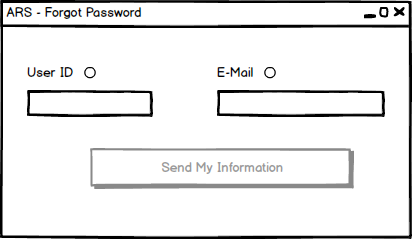 ARS - Forgot Password
User ID
E-Mail
Send My Information